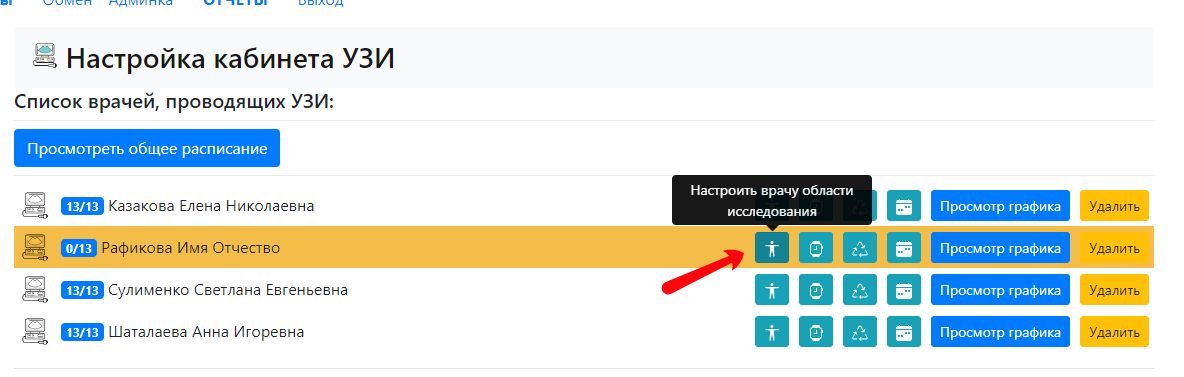 Обмен Админка ОТЧЕТЫ Выход
Настройка кабинета УЗИ
Список врачей, проводящих УЗИ:
Просмотреть общее расписание
Настроить врачу области
исследования
13/13 Казакова Елена Николаевна Просмотр графика Удалить
0/13 Рафикова Имя Отчество Просмотр графика Удалить
13/13 Сулименко Светлана Евгеньевна Просмотр графика Удалить
13/13 Шаталаева Анна Игоревна Просмотр графика Удалить